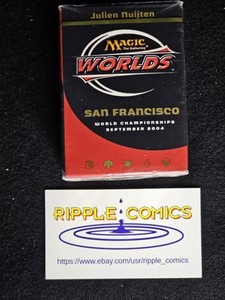 Julien Nuijten
MAGIC
The Gathering
WORLDS
SAN FRANCISCO
WORLD CHAMPIONSHIPS
SEPTEMBER 2004
RIPPLE COMICS
https://www.ebay.com/usr/ripple_comics